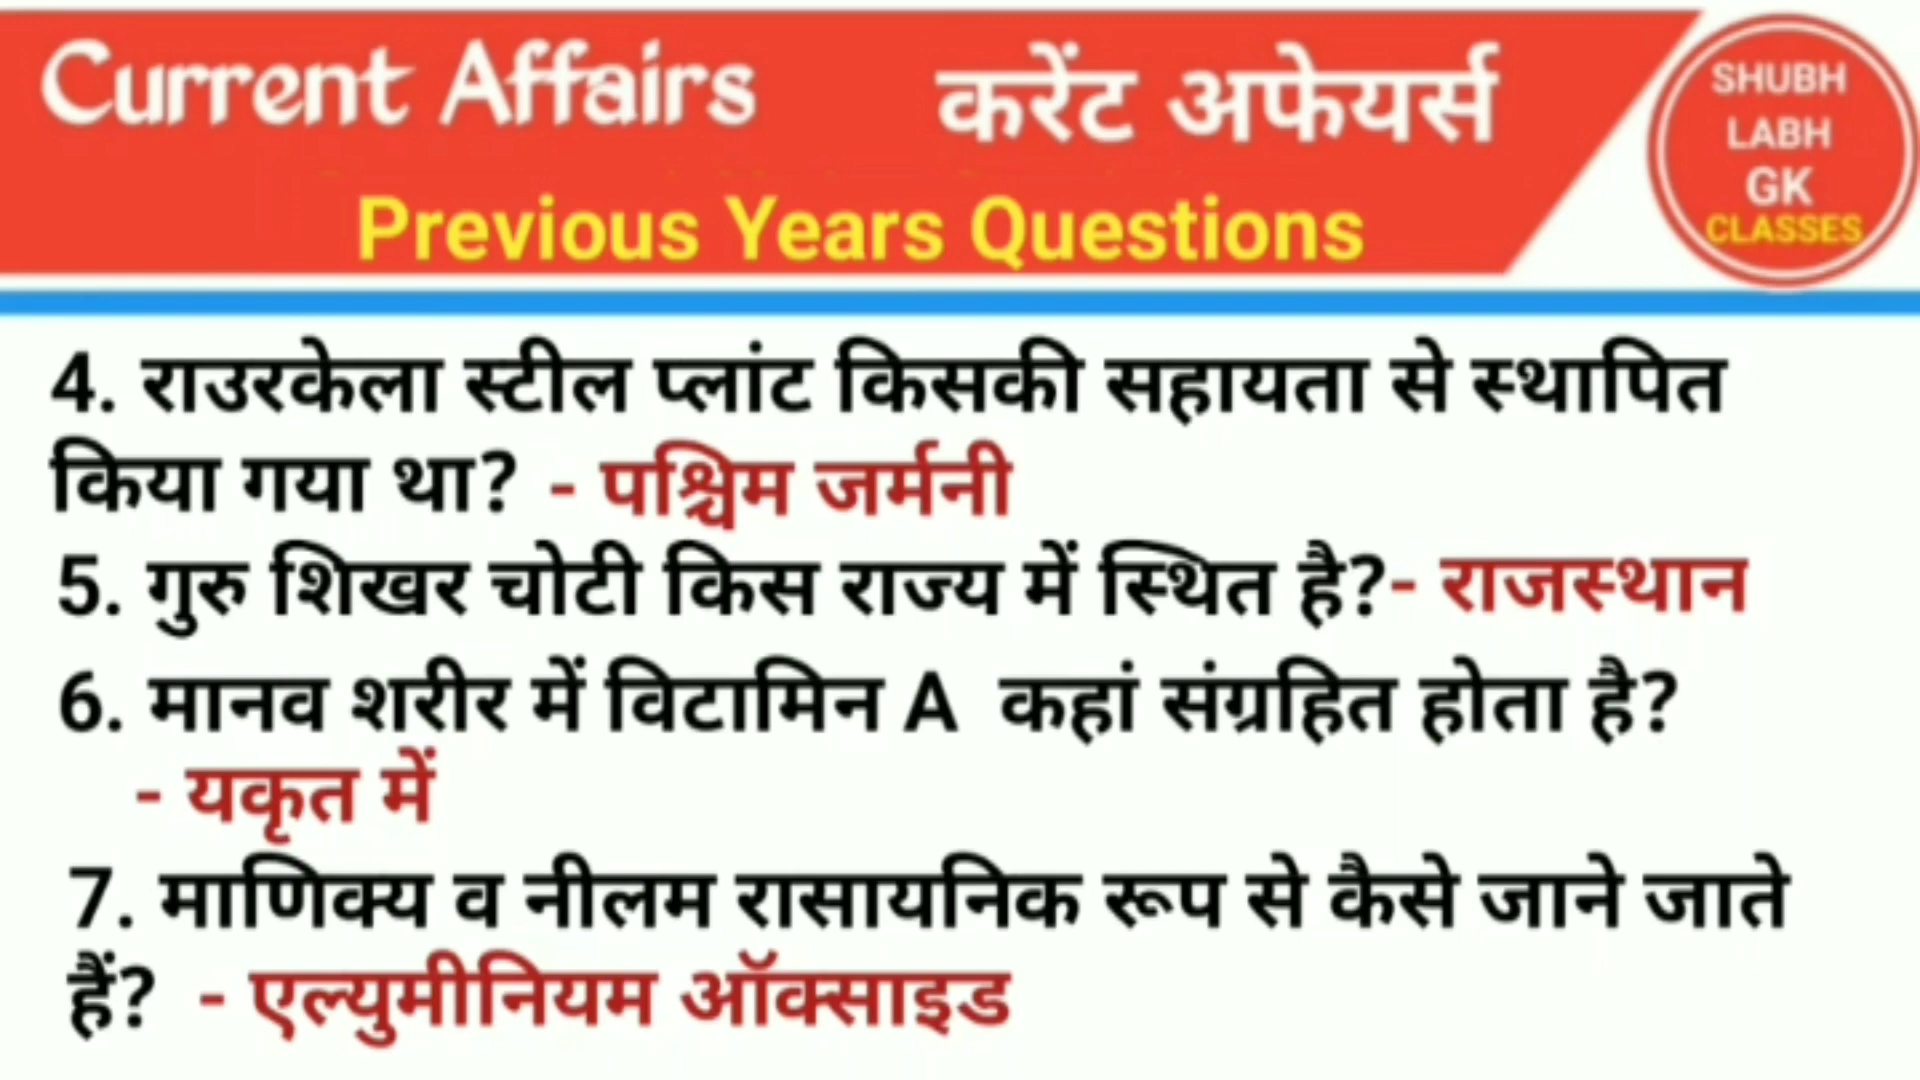 Current Affairs करेंट अफेयर्स
Previous Years Questions
SHUBH
LABH
GK
CLASSES
4. राउरकेला स्टील प्लांट किसकी सहायता से स्थापित
किया गया था? - पश्चिम जर्मनी
5. गुरु शिखर चोटी किस राज्य में स्थित है?- राजस्थान
6. मानव शरीर में विटामिन A कहां संग्रहित होता है?
- यकृत में
7. माणिक्य व नीलम रासायनिक रूप से कैसे जाने जाते
हैं? - एल्युमीनियम ऑक्साइड